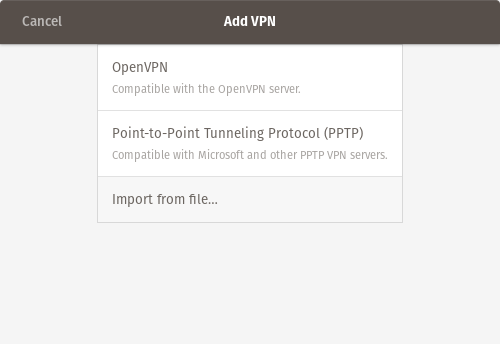 Cancel
Add VPN
OpenVPN
Compatible with the OpenVPN server.
Point-to-Point Tunneling Protocol (PPTP)
Compatible with Microsoft and other PPTP VPN servers.
Import from file…